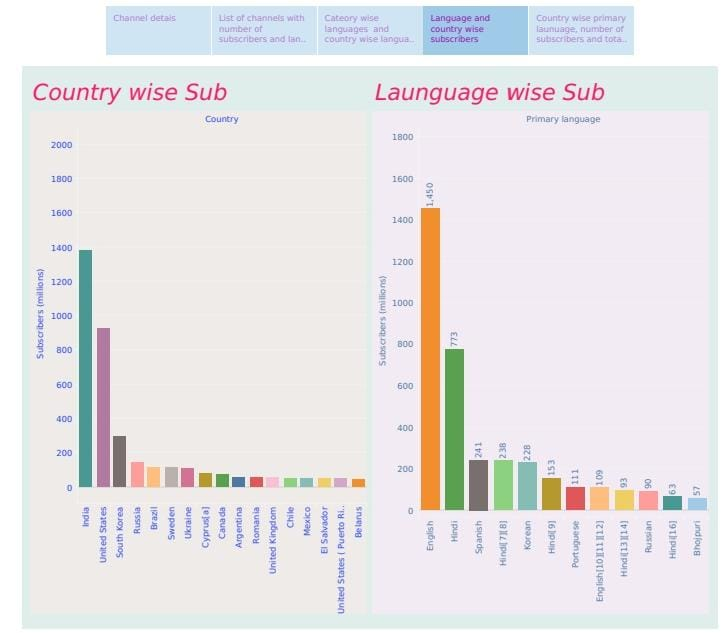 Channel detais
List of channels with
number of
subscribers and lan..
Cateory wise
languages and
country wise langua..
Language and
country wise
subscribers
Country wise primary
launuage, number of
subscribers and tota..
Country wise Sub
Country
Subscribers (millions)
2000
1800
1600
1400
1200
1000
800
600
400
200
0
India
United States
South Korea
Russia
Brazil
Sweden
Ukraine
Cyprus[a]
Canada
Argentina
Romania
United Kingdom
Chile
Mexico
El Salvador
United States ( Puerto Ri..
Belarus
Launguage wise Sub
Primary language
Subscribers (millions)
1800
1600
1400
1200
1000
800
600
400
200
0
1,450
773
241
238
228
153
111
109
93
90
63
57
English
Hindi
Spanish
Hindi[7][8]
Korean
Hindi[9]
Portuguese
English[10][11][12]
Hindi[13][14]
Russian
Hindi[16]
Bhojpuri